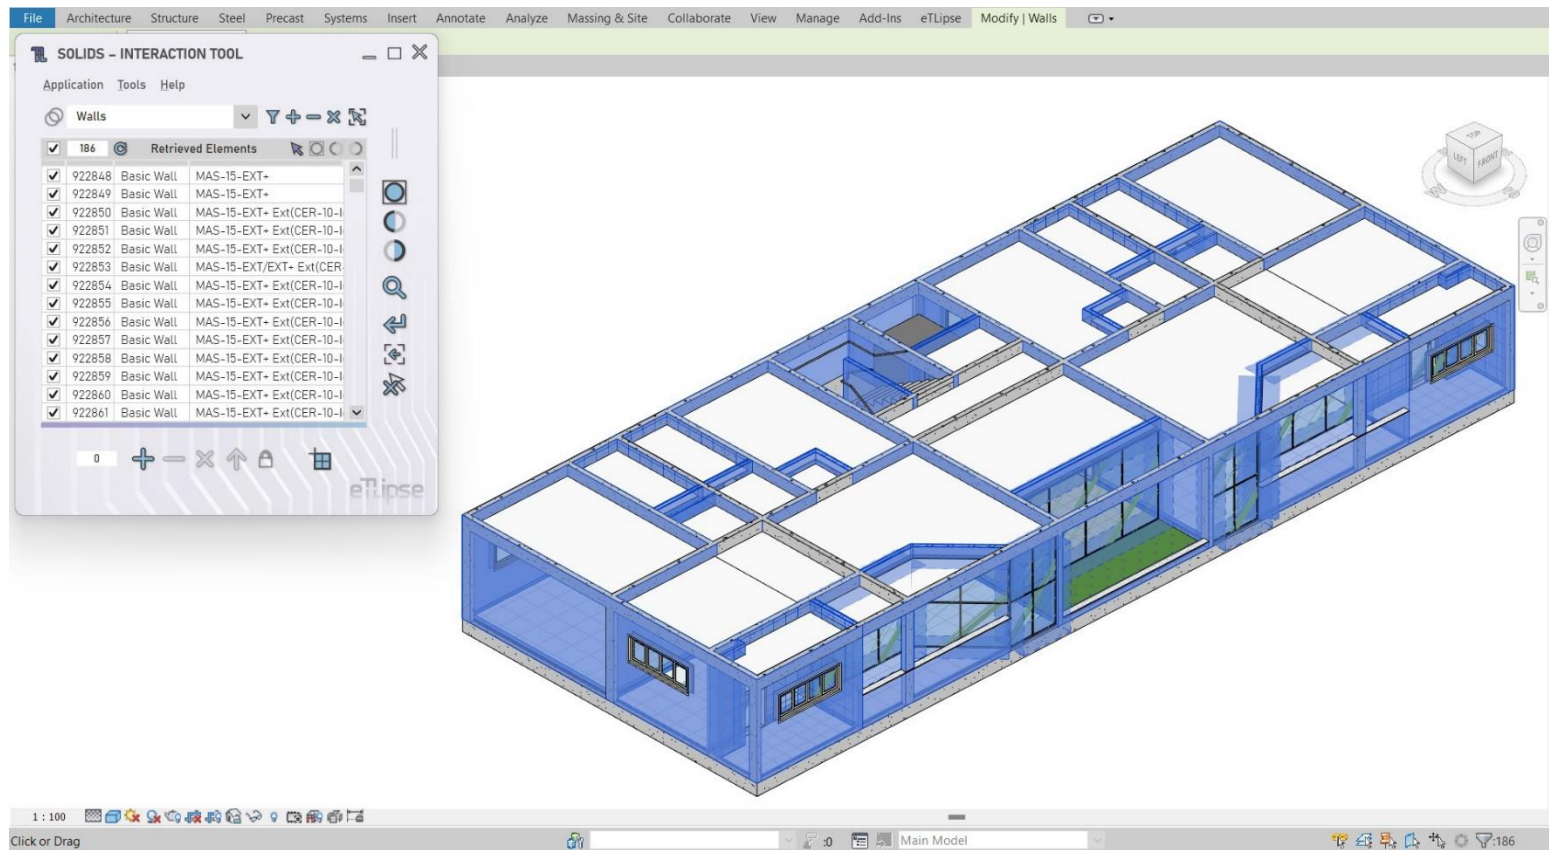 File Architecture Structure Steel Precast Systems Insert Annotate Analyze Massing & Site Collaborate View Manage Add-Ins eTLipse Modify | Walls
SOLIDS - INTERACTION TOOL
Application Tools Help
Walls
186 Retrieved Elements
922848 Basic Wall MAS-15-EXT+
922849 Basic Wall MAS-15-EXT+
922850 Basic Wall MAS-15-EXT+ Ext(CER-10-I
922851 Basic Wall MAS-15-EXT+ Ext(CER-10-I
922852 Basic Wall MAS-15-EXT+ Ext(CER-10-I
922853 Basic Wall MAS-15-EXT/EXT+ Ext(CER-
922854 Basic Wall MAS-15-EXT+ Ext(CER-10-I
922855 Basic Wall MAS-15-EXT+ Ext(CER-10-I
922856 Basic Wall MAS-15-EXT+ Ext(CER-10-I
922857 Basic Wall MAS-15-EXT+ Ext(CER-10-I
922858 Basic Wall MAS-15-EXT+ Ext(CER-10-I
922859 Basic Wall MAS-15-EXT+ Ext(CER-10-I
922860 Basic Wall MAS-15-EXT+ Ext(CER-10-I
922861 Basic Wall MAS-15-EXT+ Ext(CER-10-I
0
eTLipse
TOP
LEFT FRONT
1 : 100
Click or Drag :0 Main Model :186